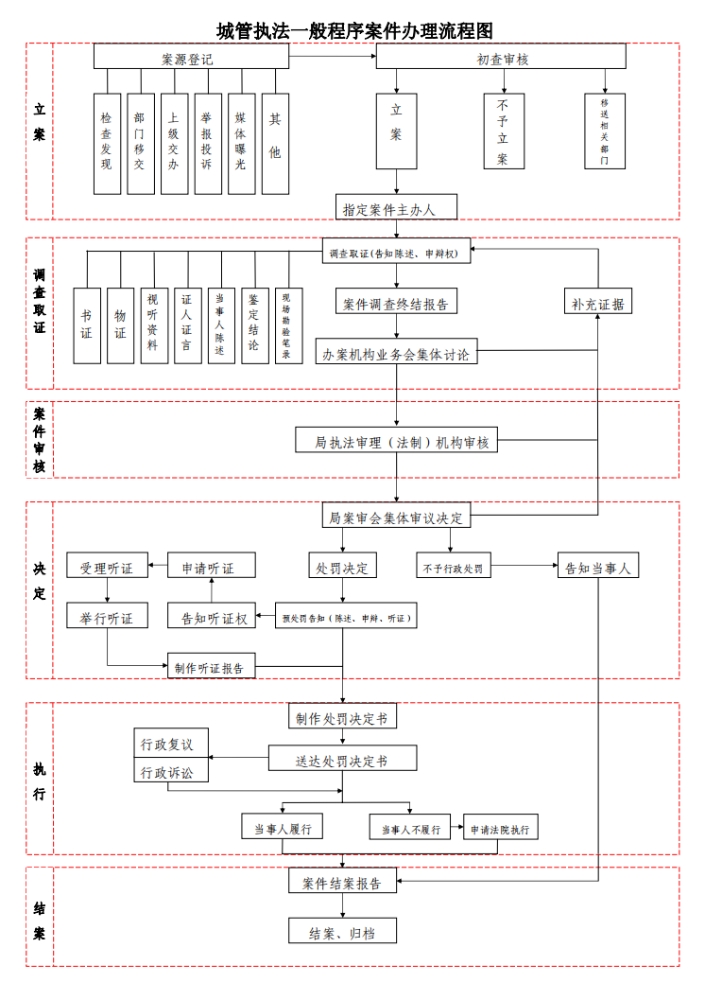 城管执法一般程序案件办理流程图
立案
案源登记
初查审核
检查发现
部门移交
上级交办
举报投诉
媒体曝光
其他
立案
不予立案
移送相关部门
指定案件主办人
调查取证
调查取证(告知陈述、申辩权)
书证
物证
视听资料
证人证言
当事人陈述
鉴定结论
现场勘验笔录
案件调查终结报告
补充证据
办案机构业务会集体讨论
案件审核
局执法审理（法制）机构审核
决定
局案审会集体审议决定
受理听证
申请听证
处罚决定
不予行政处罚
告知当事人
举行听证
告知听证权
预处罚告知（陈述、申辩、听证）
制作听证报告
执行
制作处罚决定书
行政复议
行政诉讼
送达处罚决定书
当事人履行
当事人不履行
申请法院执行
结案
案件结案报告
结案、归档